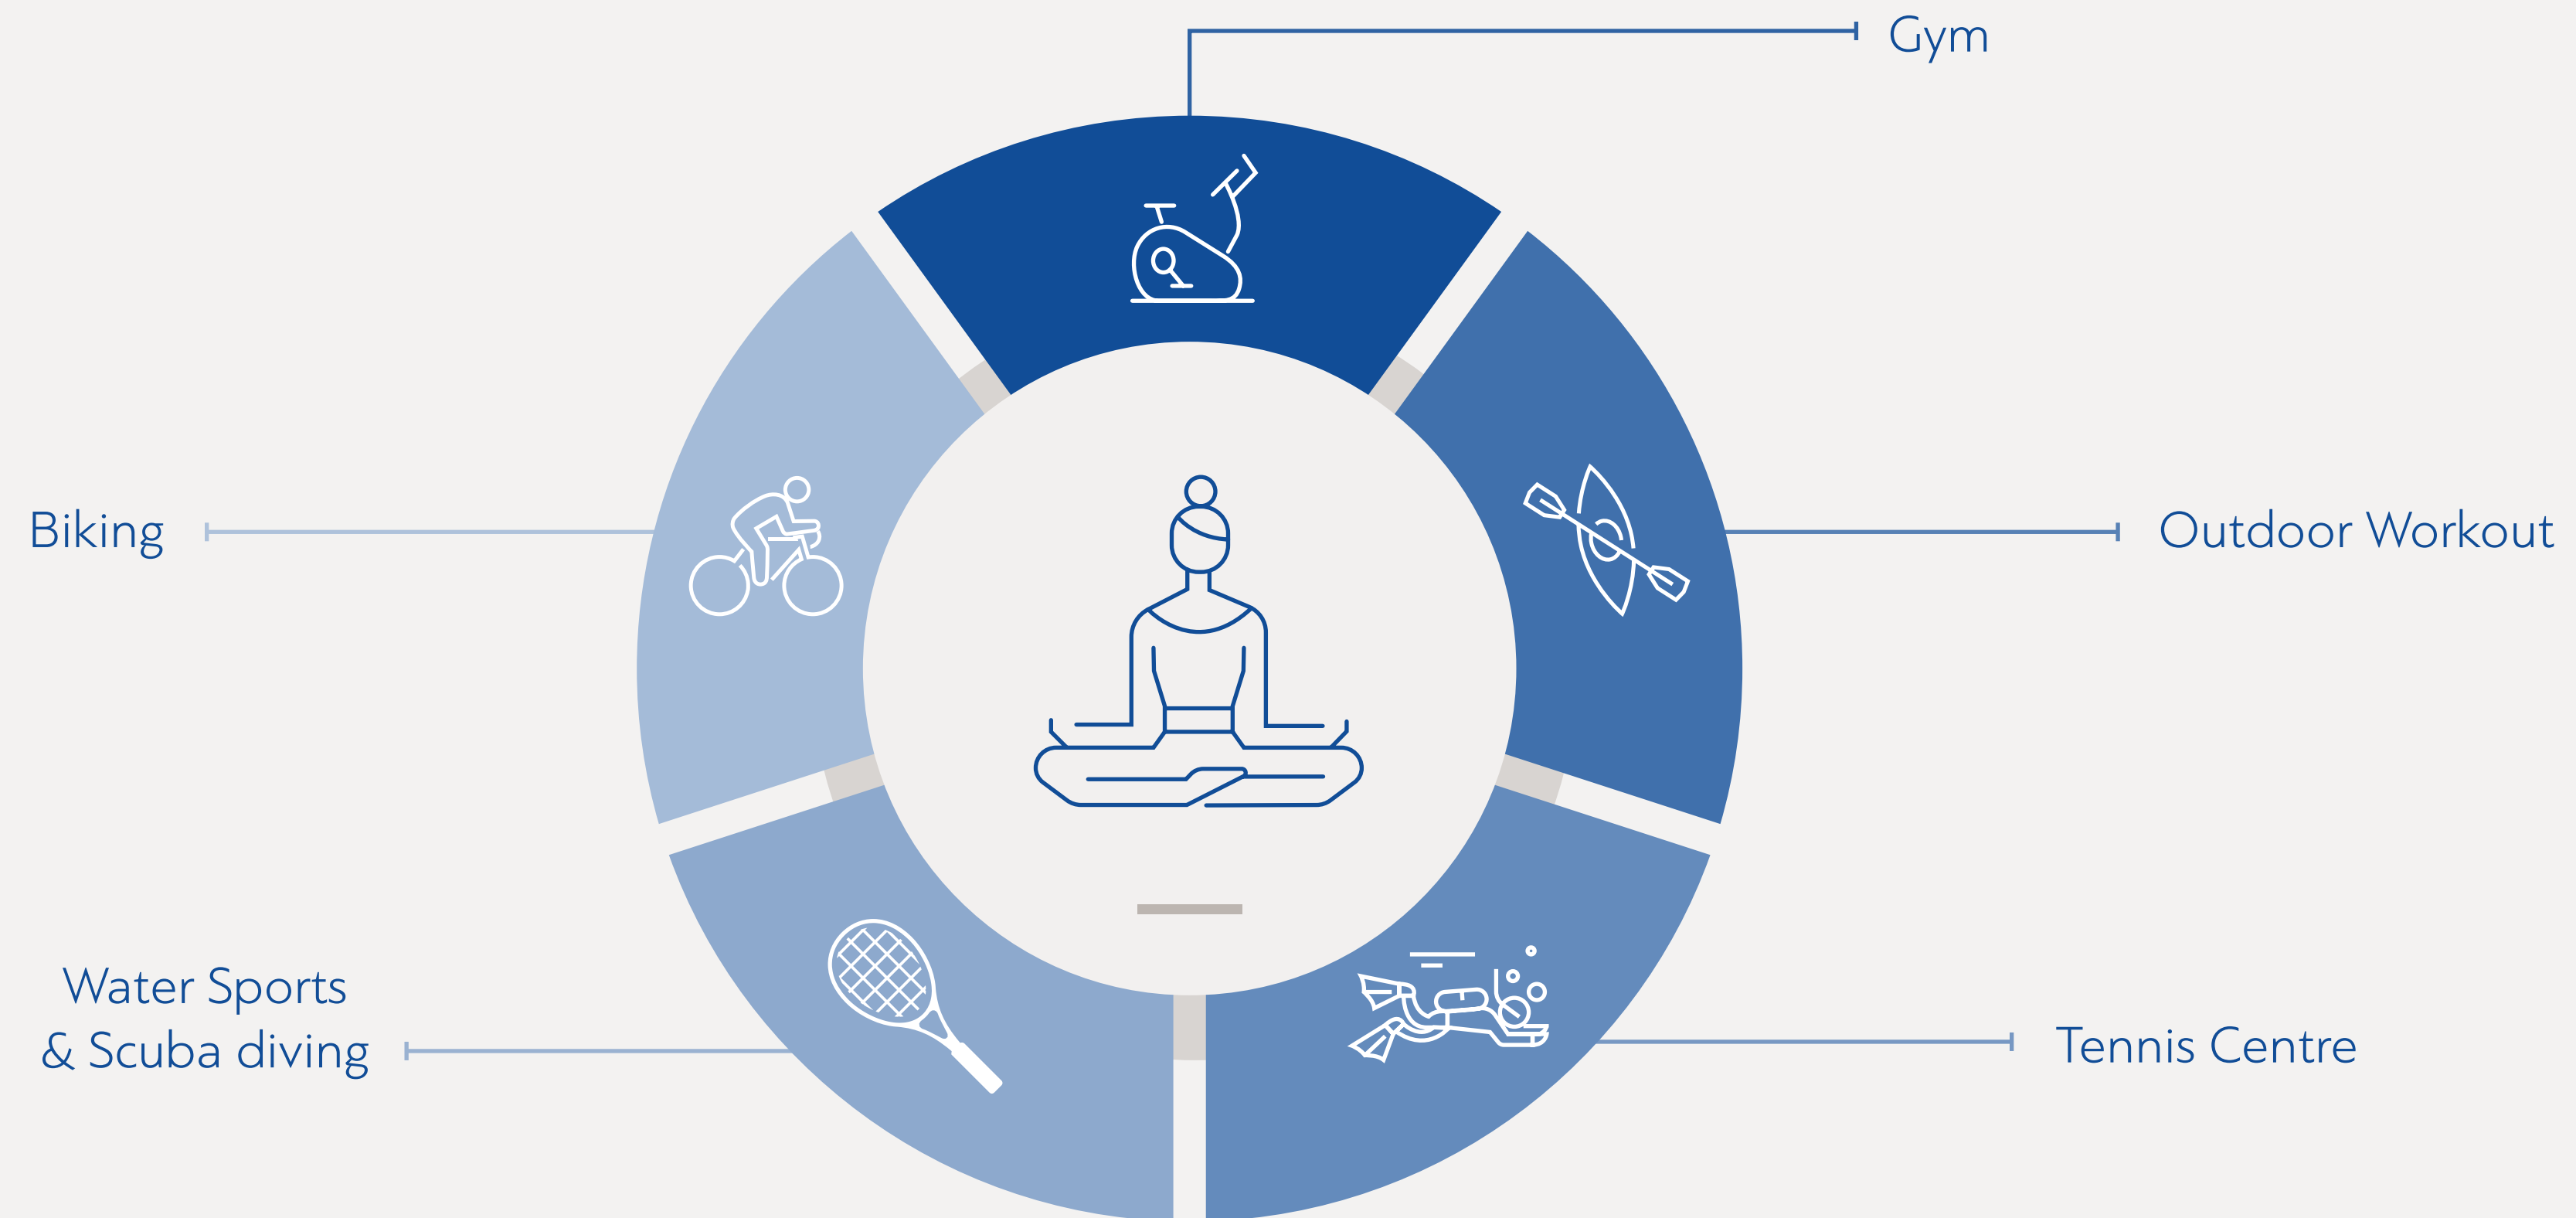 Gym
Biking
Outdoor Workout
Water Sports
& Scuba diving
Tennis Centre